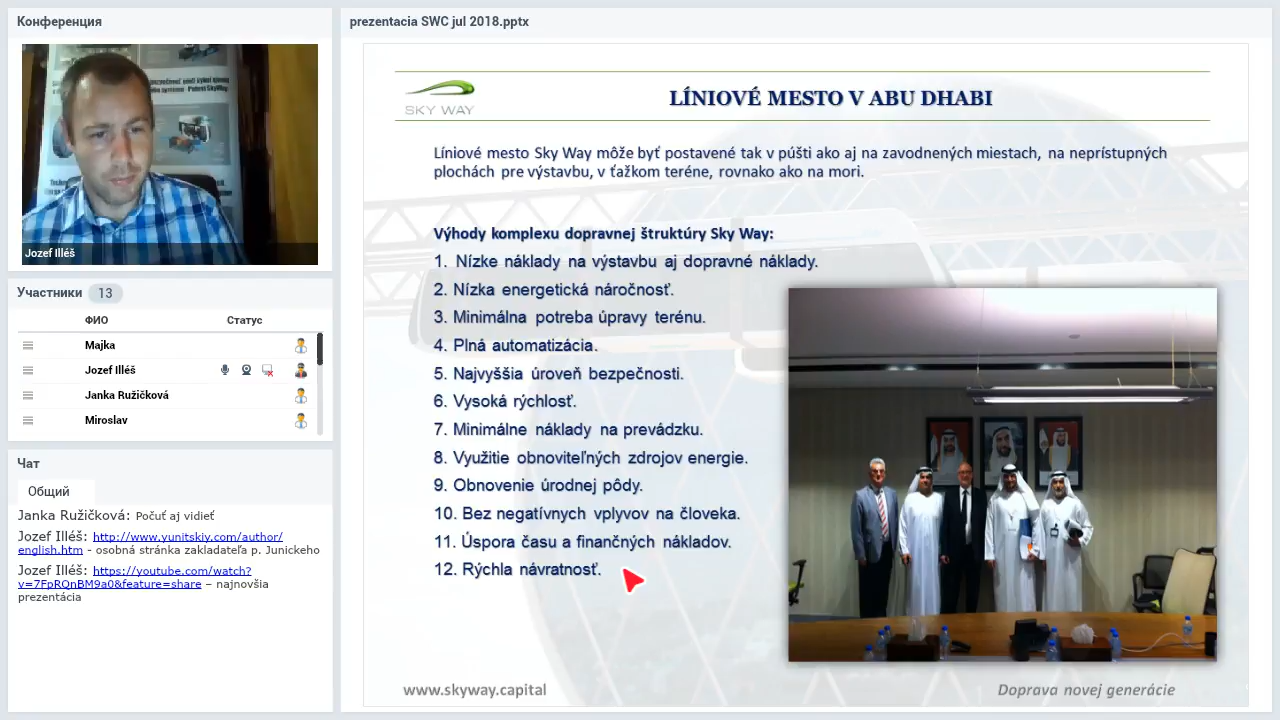 Конференция
Jozef Illéš
Участники 13
ФИО Статус
Majka
Jozef Illéš
Janka Ružičková
Miroslav
Чат
Общий
Janka Ružičková: Počuť aj vidieť
Jozef Illéš: http://www.yunitskiy.com/author/
english.htm - osobná stránka zakladateľa p. Junickeho
Jozef Illéš: https://youtube.com/watch?
v=7FpRQnBM9a0&feature=share – najnovšia
prezentácia
prezentacia SWC jul 2018.pptx
SKY WAY
LÍNIOVÉ MESTO V ABU DHABI
Líniové mesto Sky Way môže byť postavené tak v púšti ako aj na zavodnených miestach, na neprístupných
plochách pre výstavbu, v ťažkom teréne, rovnako ako na mori.
Výhody komplexu dopravnej štruktúry Sky Way:
1. Nízke náklady na výstavbu aj dopravné náklady.
2. Nízka energetická náročnosť.
3. Minimálna potreba úpravy terénu.
4. Plná automatizácia.
5. Najvyššia úroveň bezpečnosti.
6. Vysoká rýchlosť.
7. Minimálne náklady na prevádzku.
8. Využitie obnoviteľných zdrojov energie.
9. Obnovenie úrodnej pôdy.
10. Bez negatívnych vplyvov na človeka.
11. Úspora času a finančných nákladov.
12. Rýchla návratnosť.
www.skyway.capital
Doprava novej generácie